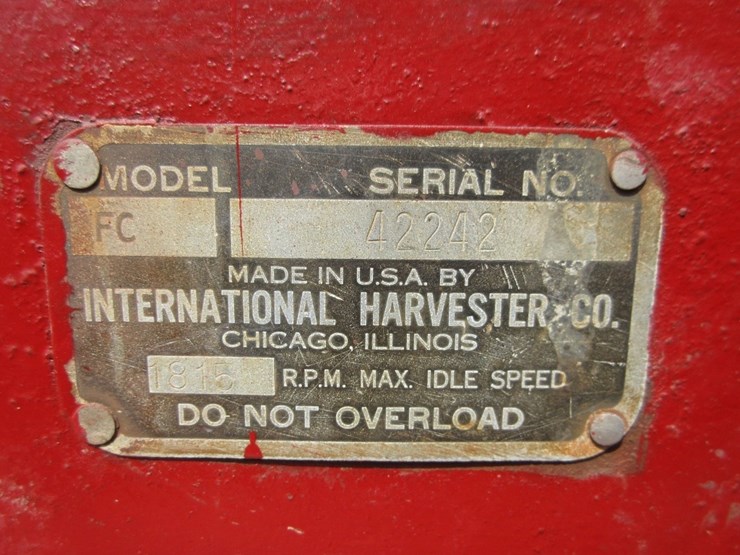 MODEL SERIAL NO.
FC 42242
MADE IN U.S.A. BY
INTERNATIONAL HARVESTER CO.
CHICAGO, ILLINOIS
1815 R.P.M. MAX. IDLE SPEED
DO NOT OVERLOAD